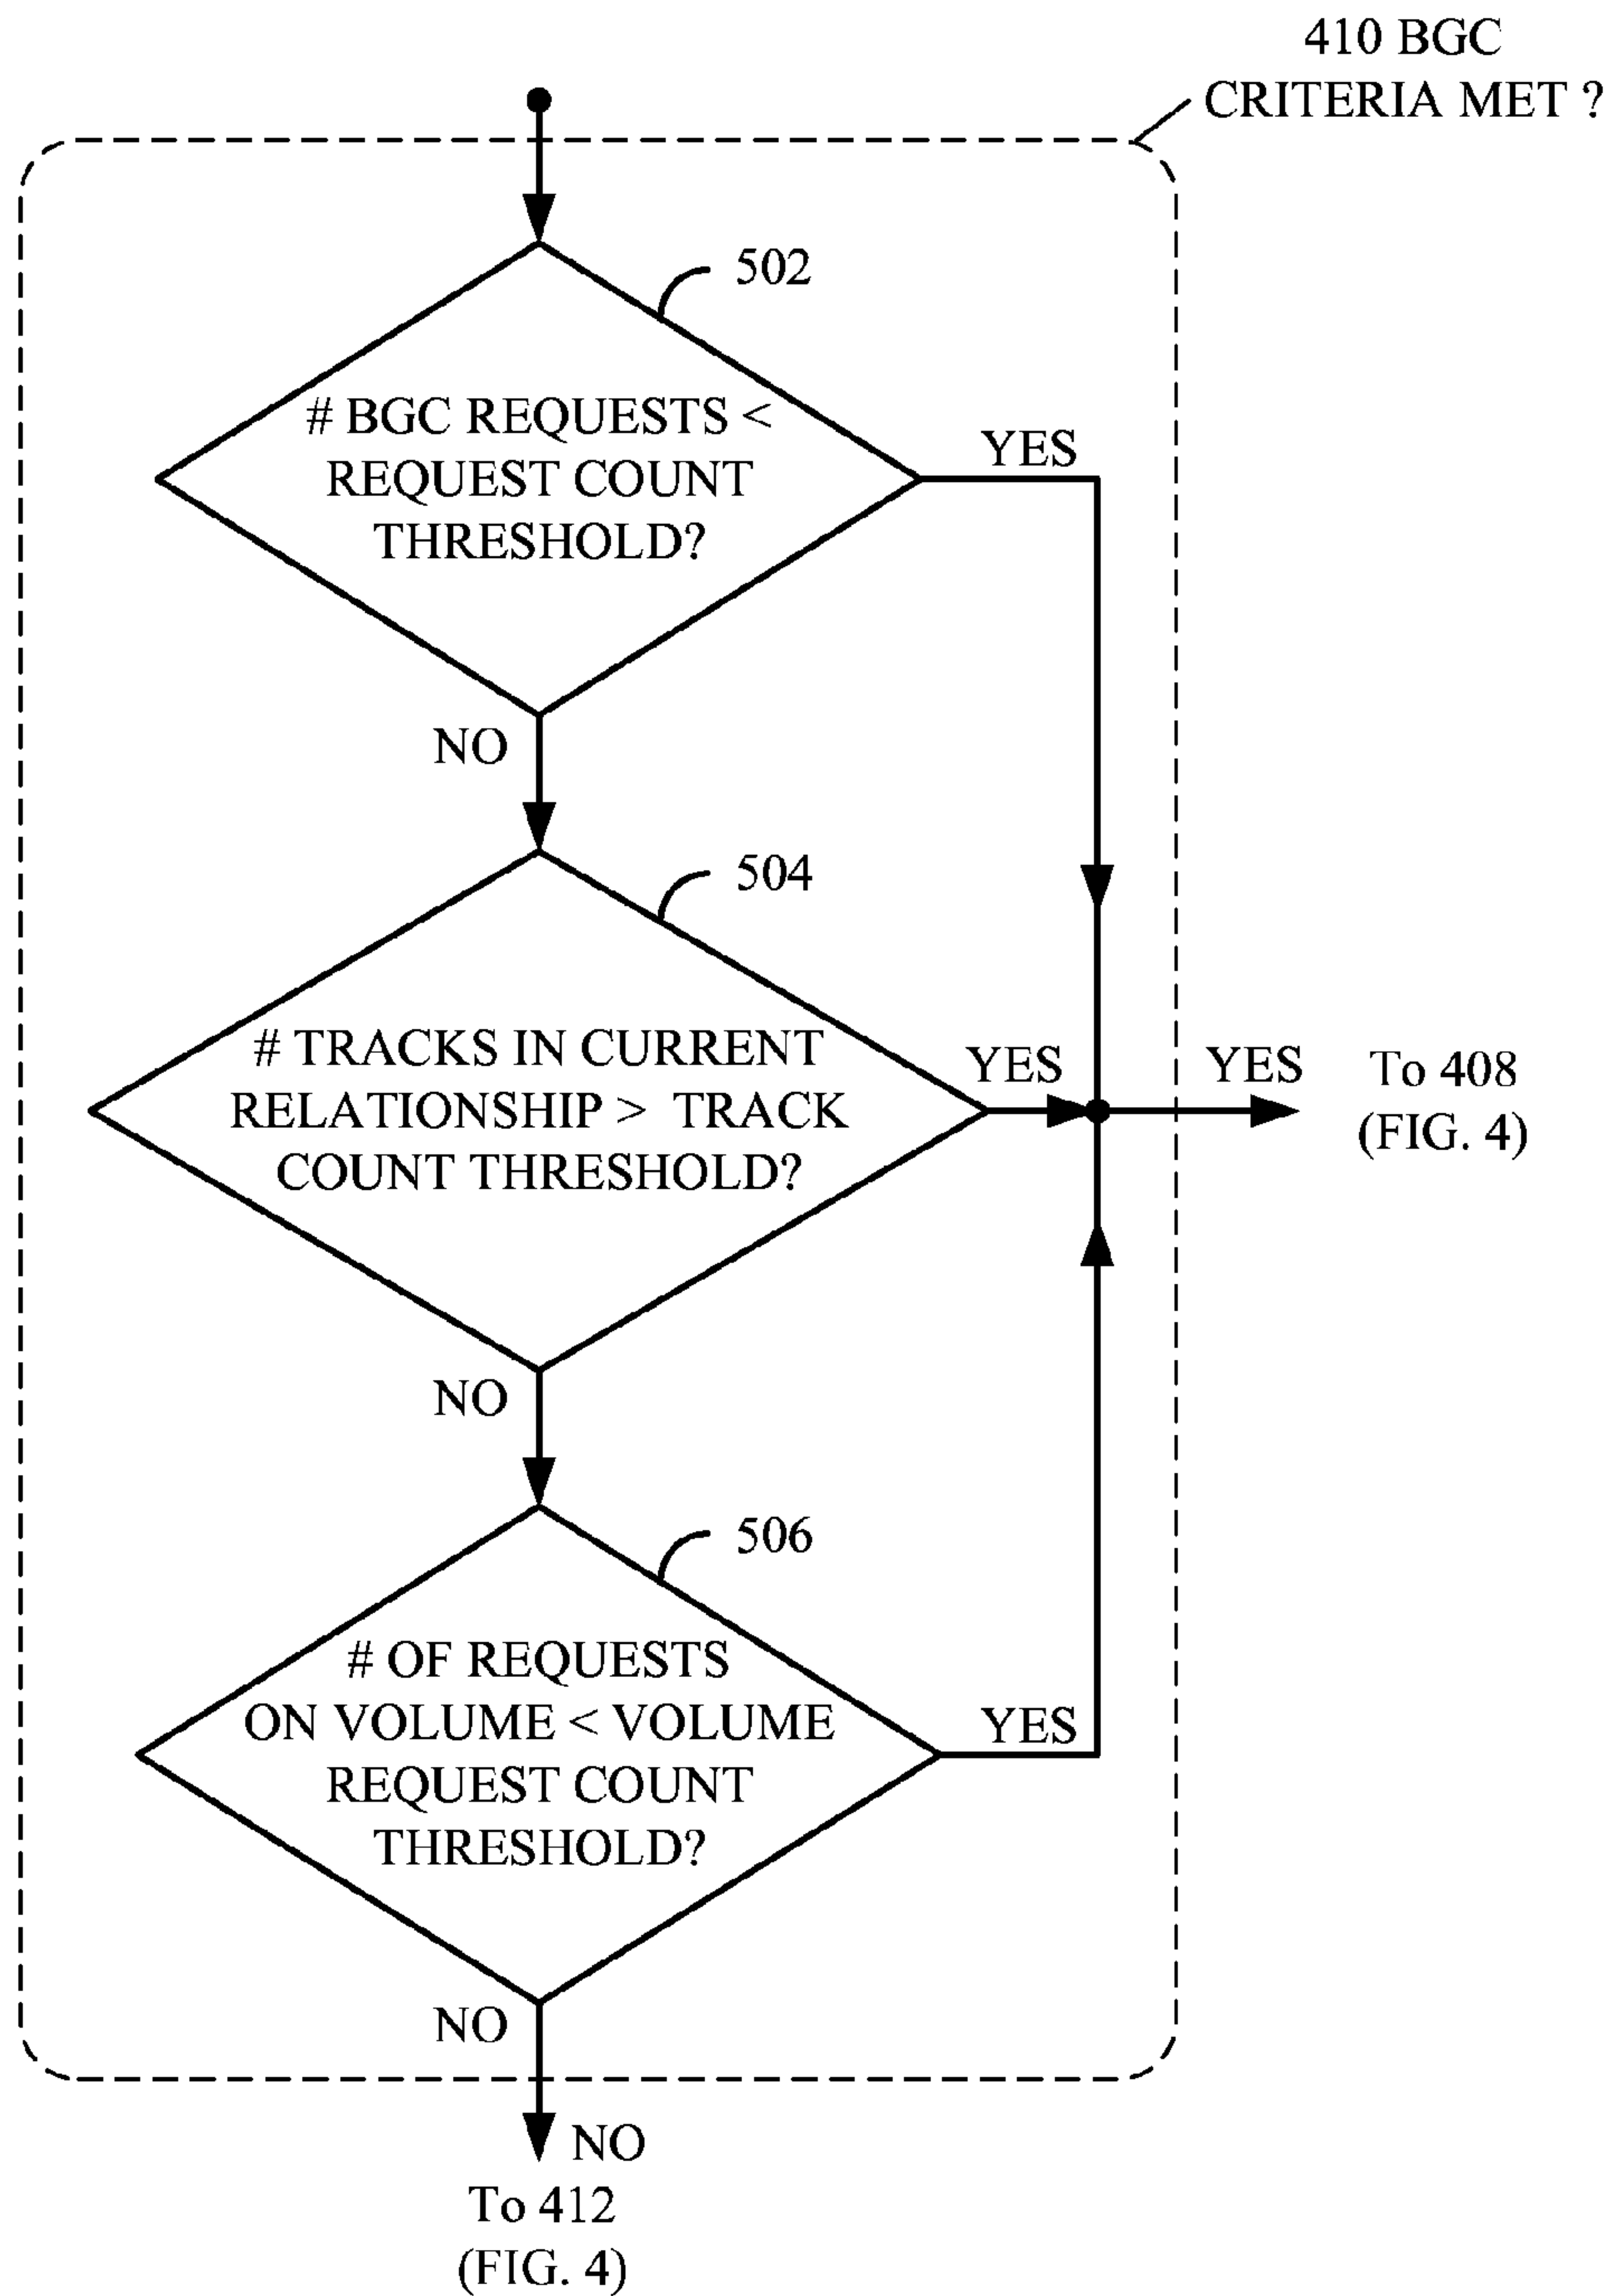 410 BGC
CRITERIA MET ?
502
# BGC REQUESTS <
REQUEST COUNT
THRESHOLD?
YES
NO
504
# TRACKS IN CURRENT
RELATIONSHIP > TRACK
COUNT THRESHOLD?
YES
YES
To 408
(FIG. 4)
NO
506
# OF REQUESTS
ON VOLUME < VOLUME
REQUEST COUNT
THRESHOLD?
YES
NO
NO
To 412
(FIG. 4)